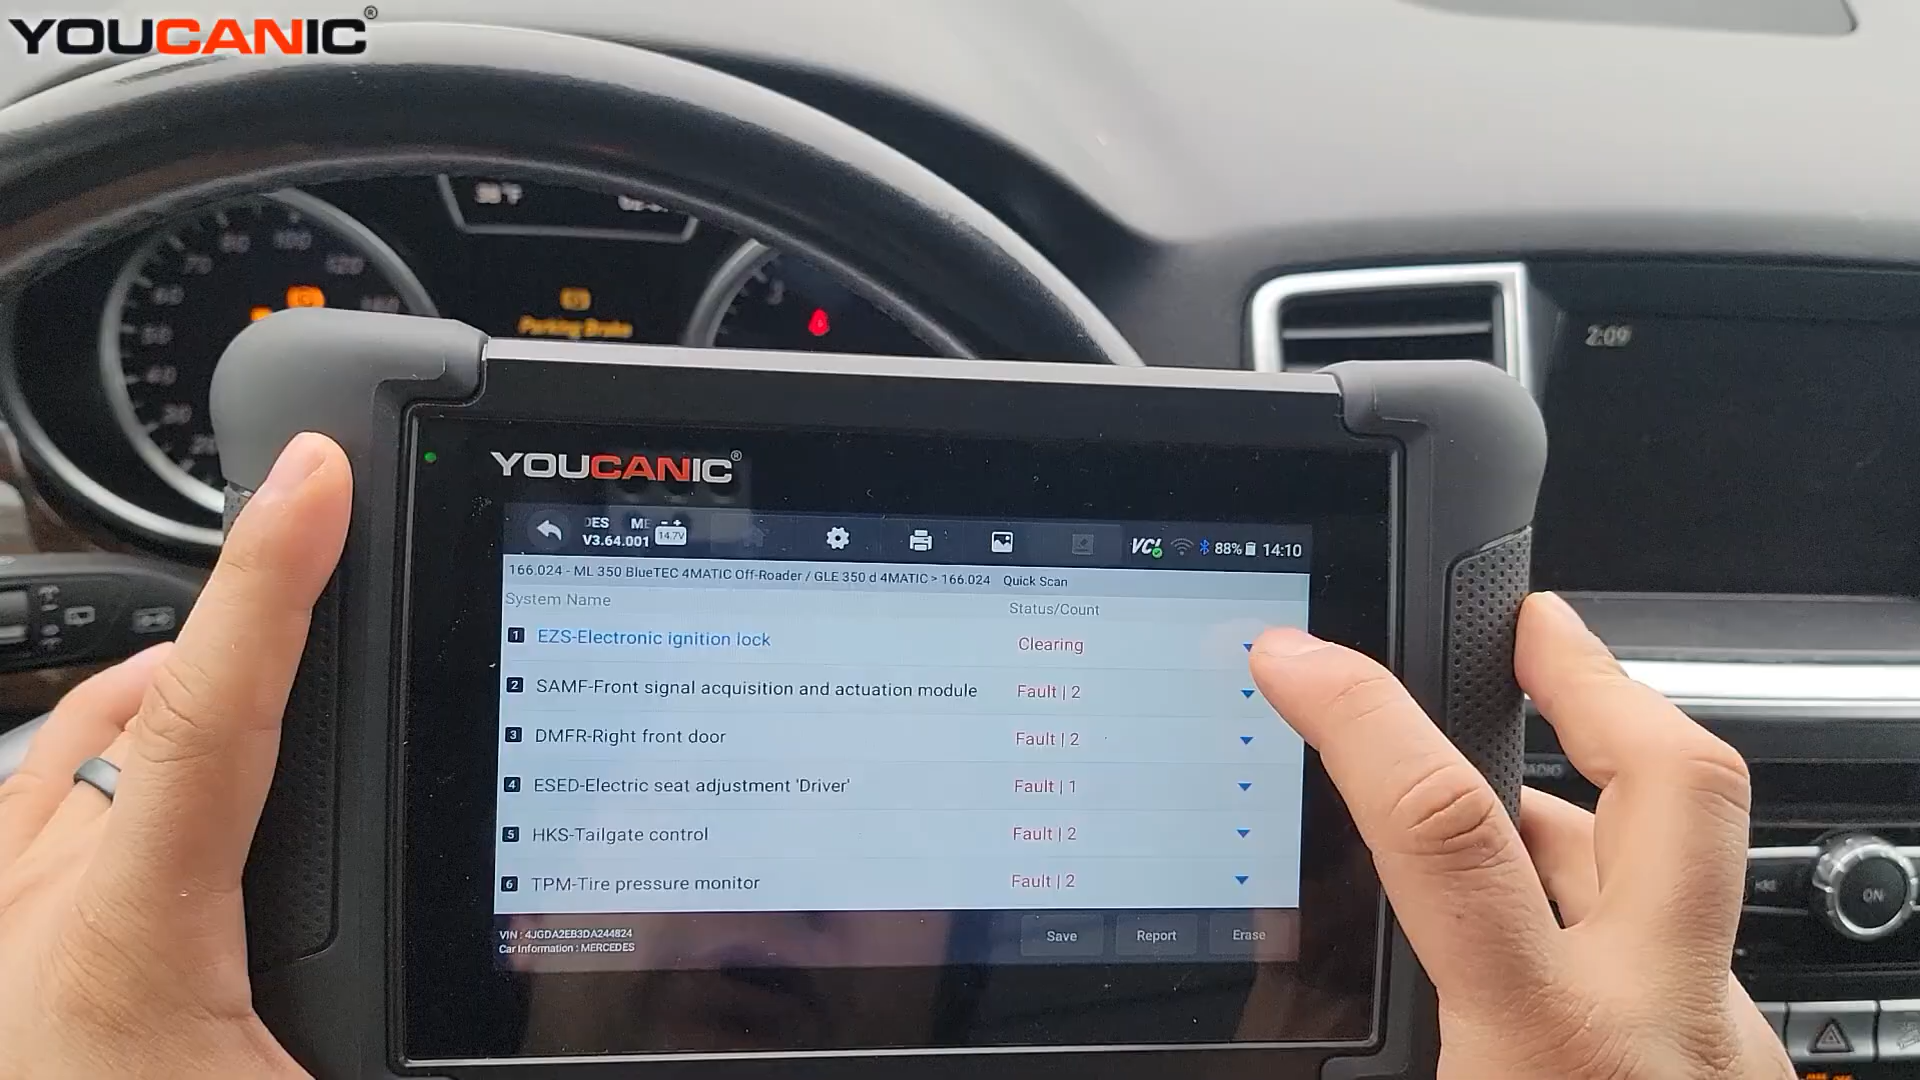 YOUCANIC®
Parking Brake
2:09
YOUCANIC®
DES ME
V3.64.001
- +
14.7V
VCI
88% 14:10
166.024 - ML 350 BlueTEC 4MATIC Off-Roader / GLE 350 d 4MATIC > 166.024 Quick Scan
System Name Status/Count
1 EZS-Electronic ignition lock Clearing
2 SAMF-Front signal acquisition and actuation module Fault | 2
3 DMFR-Right front door Fault | 2
4 ESED-Electric seat adjustment 'Driver' Fault | 1
5 HKS-Tailgate control Fault | 2
6 TPM-Tire pressure monitor Fault | 2
VIN : 4JGDA2EB3DA244824
Car Information : MERCEDES
Save Report Erase
ON